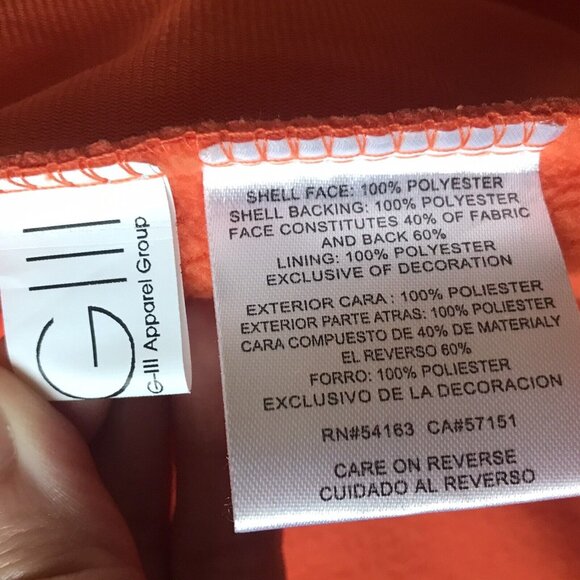 GIII
G-III Apparel Group
SHELL FACE: 100% POLYESTER
SHELL BACKING: 100% POLYESTER
FACE CONSTITUTES 40% OF FABRIC
AND BACK 60%
LINING: 100% POLYESTER
EXCLUSIVE OF DECORATION
EXTERIOR CARA : 100% POLIESTER
EXTERIOR PARTE ATRAS: 100% POLIESTER
CARA COMPUESTO DE 40% DE MATERIALY
EL REVERSO 60%
FORRO: 100% POLIESTER
EXCLUSIVO DE LA DECORACION
RN#54163 CA#57151
CARE ON REVERSE
CUIDADO AL REVERSO